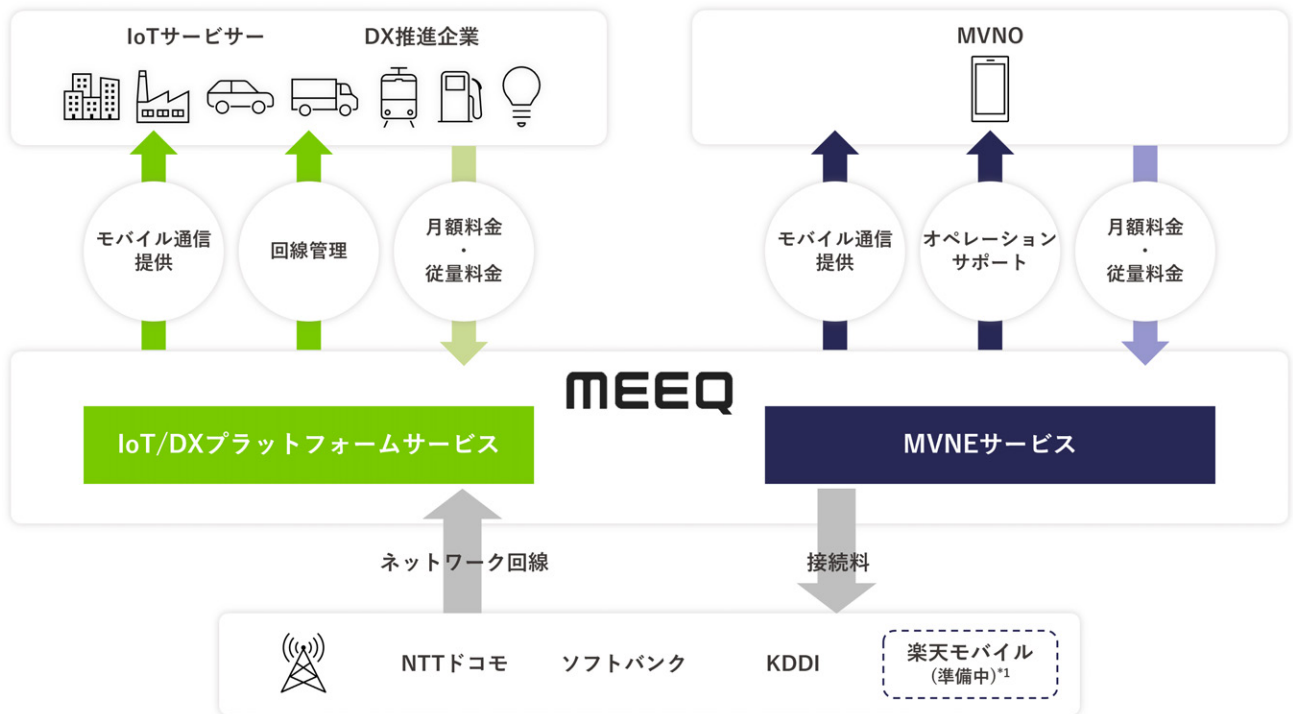 IoTサービサー
DX推進企業
MVNO
モバイル通信
提供
回線管理
月額料金
・
従量料金
モバイル通信
提供
オペレーション
サポート
月額料金
・
従量料金
MEEQ
IoT/DXプラットフォームサービス
MVNEサービス
ネットワーク回線
接続料
NTTドコモ
ソフトバンク
KDDI
楽天モバイル
(準備中)*1